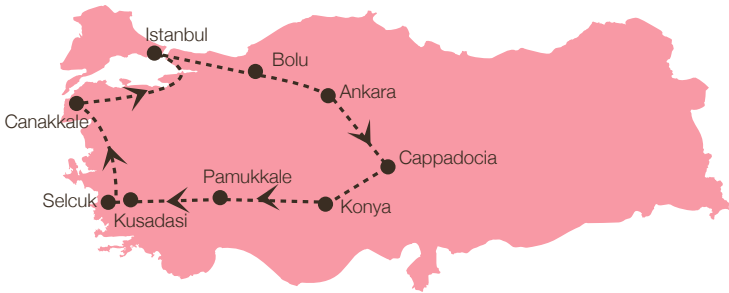 Istanbul
Bolu
Ankara
Canakkale
Cappadocia
Pamukkale
Selcuk
Konya
Kusadasi